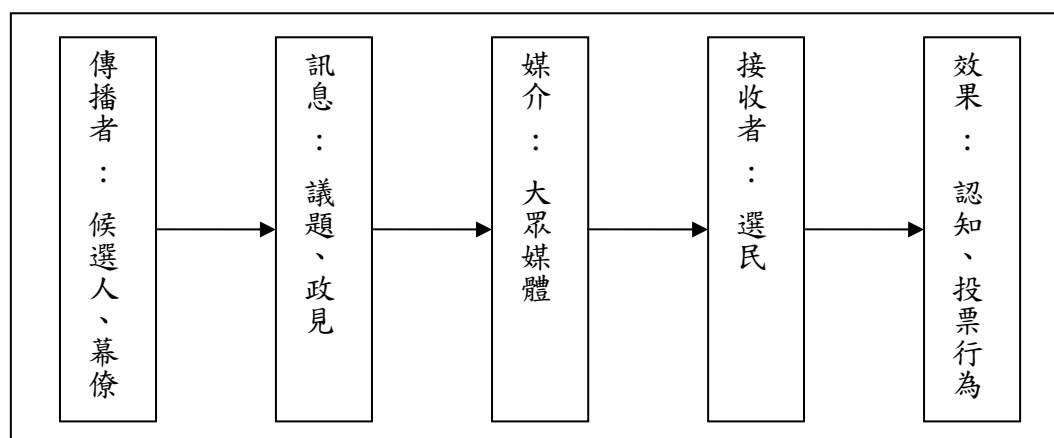 傳播者：候選人、幕僚
訊息：議題、政見
媒介：大眾媒體
接收者：選民
效果：認知、投票行為